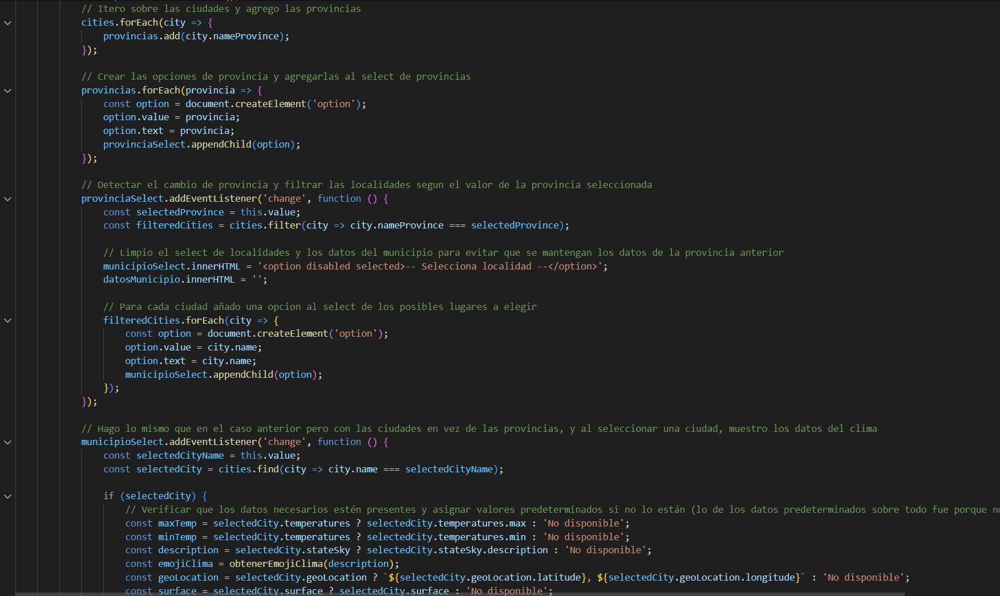 // Itero sobre las ciudades y agrego las provincias
cities.forEach(city => {
provincias.add(city.nameProvince);
});
// Crear las opciones de provincia y agregarlas al select de provincias
provincias.forEach(provincia => {
const option = document.createElement('option');
option.value = provincia;
option.text = provincia;
provinciaSelect.appendChild(option);
});
// Detectar el cambio de provincia y filtrar las localidades segun el valor de la provincia seleccionada
provinciaSelect.addEventListener('change', function () {
const selectedProvince = this.value;
const filteredCities = cities.filter(city => city.nameProvince === selectedProvince);
// Limpio el select de localidades y los datos del municipio para evitar que se mantengan los datos de la provincia anterior
municipioSelect.innerHTML = '<option disabled selected>-- Selecciona localidad --</option>';
datosMunicipio.innerHTML = '';
// Para cada ciudad añado una opcion al select de los posibles lugares a elegir
filteredCities.forEach(city => {
const option = document.createElement('option');
option.value = city.name;
option.text = city.name;
municipioSelect.appendChild(option);
});
});
// Hago lo mismo que en el caso anterior pero con las ciudades en vez de las provincias, y al seleccionar una ciudad, muestro los datos del clima
municipioSelect.addEventListener('change', function () {
const selectedCityName = this.value;
const selectedCity = cities.find(city => city.name === selectedCityName);
if (selectedCity) {
// Verificar que los datos necesarios estén presentes y asignar valores predeterminados si no lo están (lo de los datos predeterminados sobre todo fue porque
const maxTemp = selectedCity.temperatures ? selectedCity.temperatures.max : 'No disponible';
const minTemp = selectedCity.temperatures ? selectedCity.temperatures.min : 'No disponible';
const description = selectedCity.stateSky ? selectedCity.stateSky.description : 'No disponible';
const emojiClima = obtenerEmojiClima(description);
const geoLocation = selectedCity.geoLocation ? `${selectedCity.geoLocation.latitude}, ${selectedCity.geoLocation.longitude}` : 'No disponible';
const surface = selectedCity.surface ? selectedCity.surface : 'No disponible';